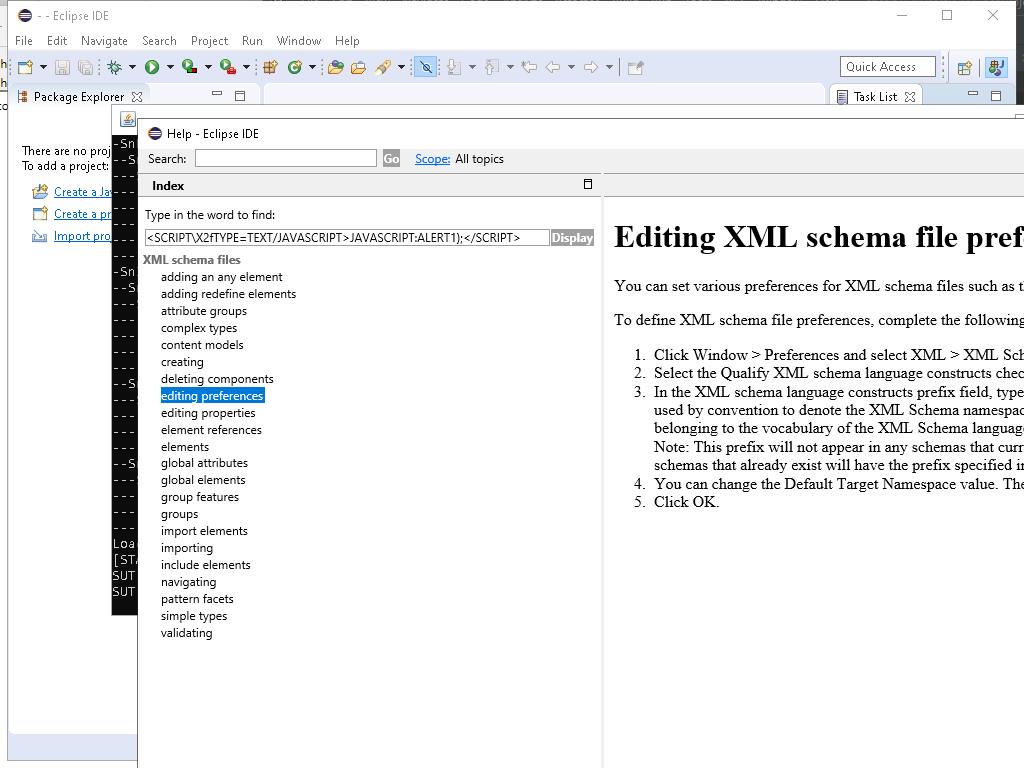 - - Eclipse IDE
File Edit Navigate Search Project Run Window Help
Quick Access
Package Explorer
Task List
There are no proj
To add a project:
Create a Ja
Create a pr
Import pro
-Sn
--S
---
---
---
---
---
---
-Sn
--S
---
---
---
---
--S
---
---
---
--S
---
---
---
Loa
[STA
SUT
SUT
Help - Eclipse IDE
Search: Go Scope: All topics
Index
Type in the word to find:
<SCRIPT\X2fTYPE=TEXT/JAVASCRIPT>JAVASCRIPT:ALERT1);</SCRIPT> Display
XML schema files
adding an any element
adding redefine elements
attribute groups
complex types
content models
creating
deleting components
editing preferences
editing properties
element references
elements
global attributes
global elements
group features
groups
import elements
importing
include elements
navigating
pattern facets
simple types
validating
Editing XML schema file pref
You can set various preferences for XML schema files such as t
To define XML schema file preferences, complete the following
1. Click Window > Preferences and select XML > XML Sch
2. Select the Qualify XML schema language constructs chec
3. In the XML schema language constructs prefix field, type
used by convention to denote the XML Schema namespac
belonging to the vocabulary of the XML Schema language
Note: This prefix will not appear in any schemas that curr
schemas that already exist will have the prefix specified in
4. You can change the Default Target Namespace value. The
5. Click OK.